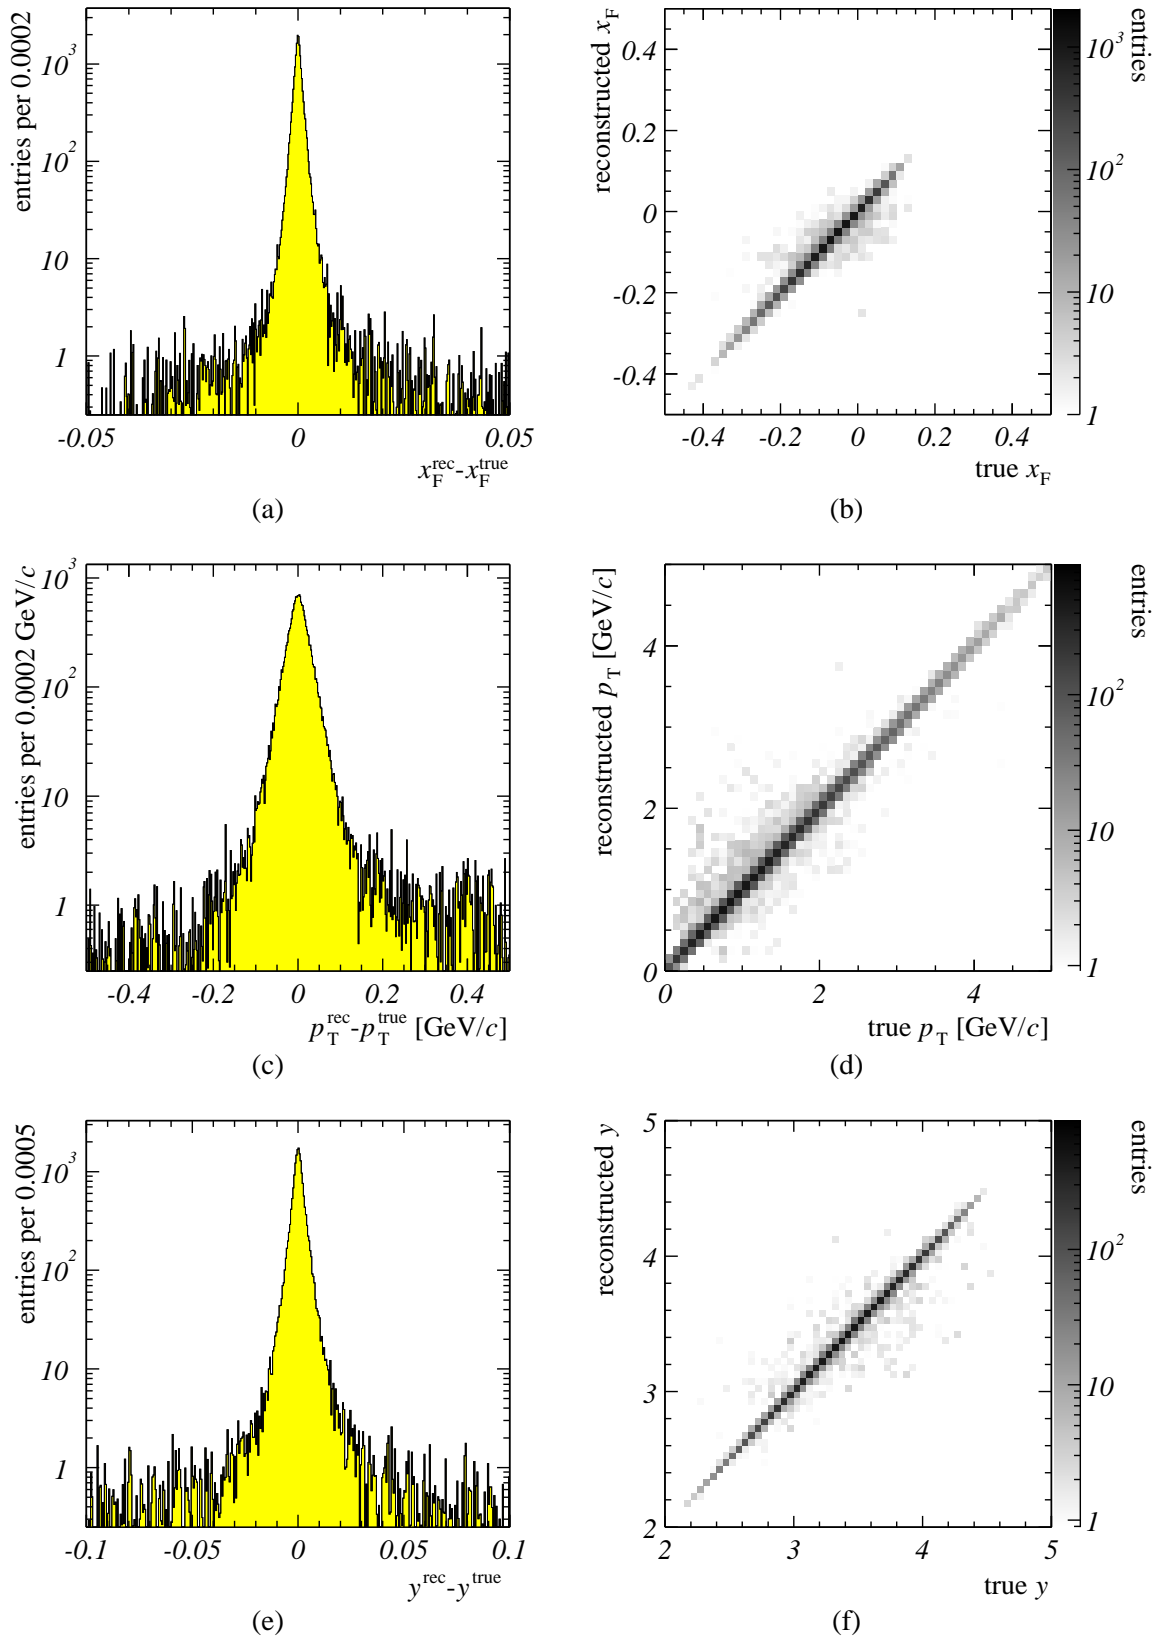 entries per 0.0002
10^3
10^2
10
1
-0.05 0 0.05
x_F^rec-x_F^true
(a)
reconstructed x_F
0.4
0.2
0
-0.2
-0.4
-0.4 -0.2 0 0.2 0.4
true x_F
entries
10^3
10^2
10
1
(b)
entries per 0.0002 GeV/c
10^3
10^2
10
1
-0.4 -0.2 0 0.2 0.4
p_T^rec-p_T^true [GeV/c]
(c)
reconstructed p_T [GeV/c]
4
2
0
0 2 4
true p_T [GeV/c]
entries
10^2
10
1
(d)
entries per 0.0005
10^3
10^2
10
1
-0.1 -0.05 0 0.05 0.1
y^rec-y^true
(e)
reconstructed y
5
4
3
2
2 3 4 5
true y
entries
10^2
10
1
(f)